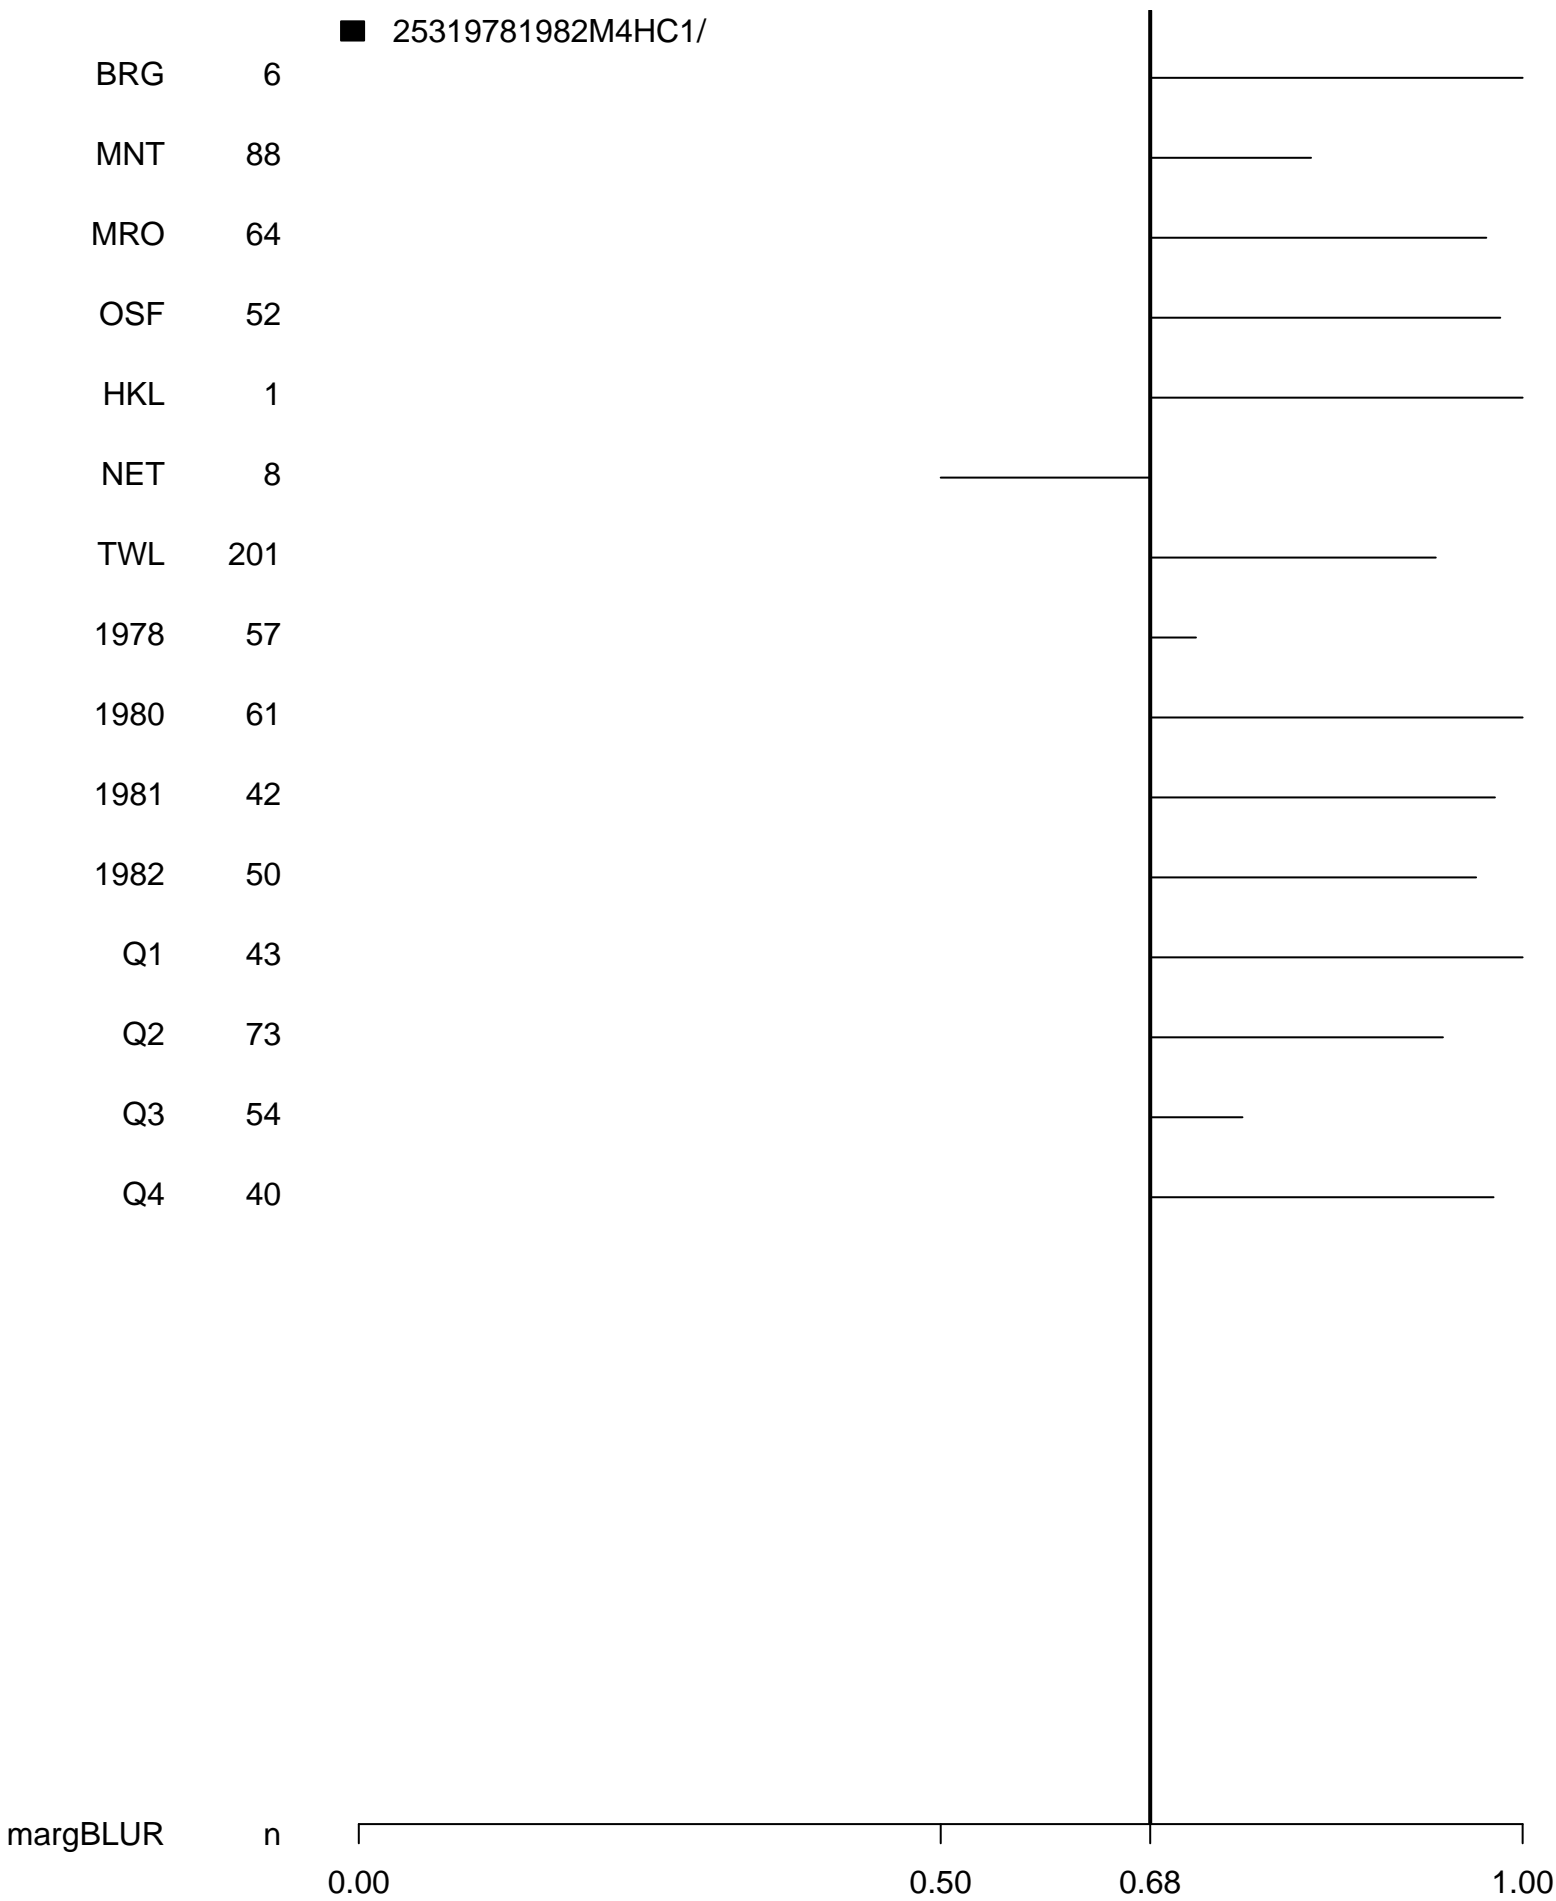 25319781982M4HC1/
BRG 6
MNT 88
MRO 64
OSF 52
HKL 1
NET 8
TWL 201
1978 57
1980 61
1981 42
1982 50
Q1 43
Q2 73
Q3 54
Q4 40
margBLUR n
0.00 0.50 0.68 1.00